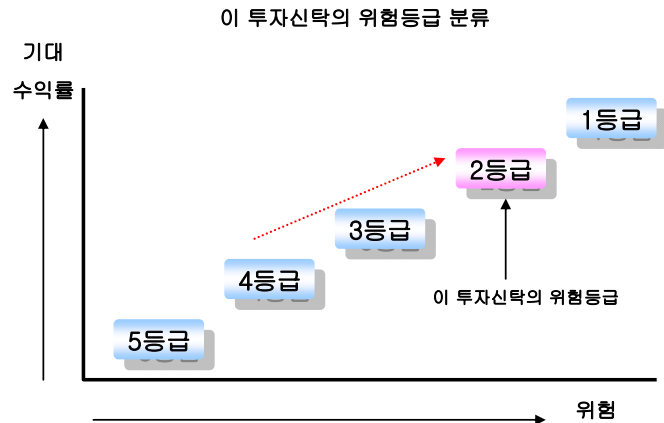 이 투자신탁의 위험등급 분류
기대
수익률
1등급
2등급
3등급
4등급
이 투자신탁의 위험등급
5등급
위험